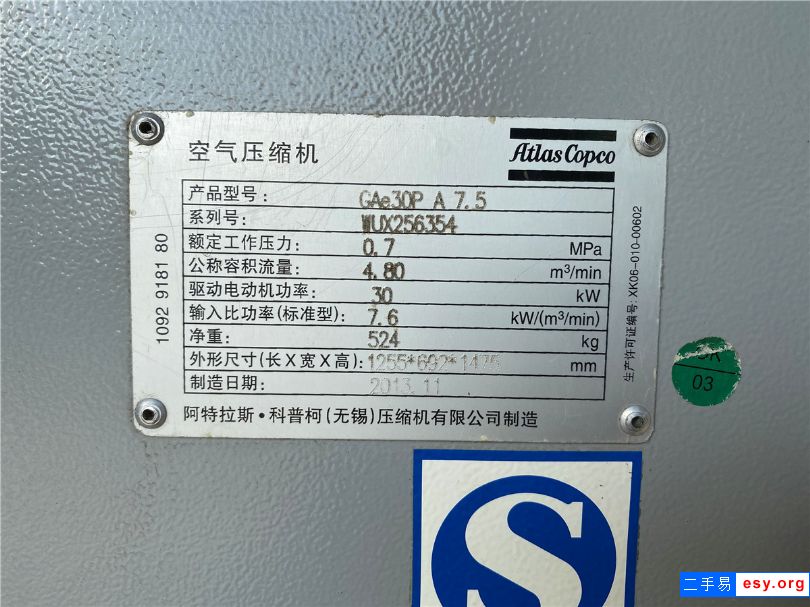 空气压缩机
Atlas Copco
产品型号: GAe30P A 7.5
系列号: WUX256354
额定工作压力: 0.7 MPa
公称容积流量: 4.80 m³/min
驱动电动机功率: 30 kW
输入比功率(标准型): 7.6 kW/(m³/min)
净重: 524 kg
外形尺寸(长X宽X高): 1255*692*1475 mm
制造日期: 2013.11
阿特拉斯·科普柯(无锡)压缩机有限公司制造
1092 9181 80
生产许可证编号: XK06-010-00602
03
S
二手易 esy.org